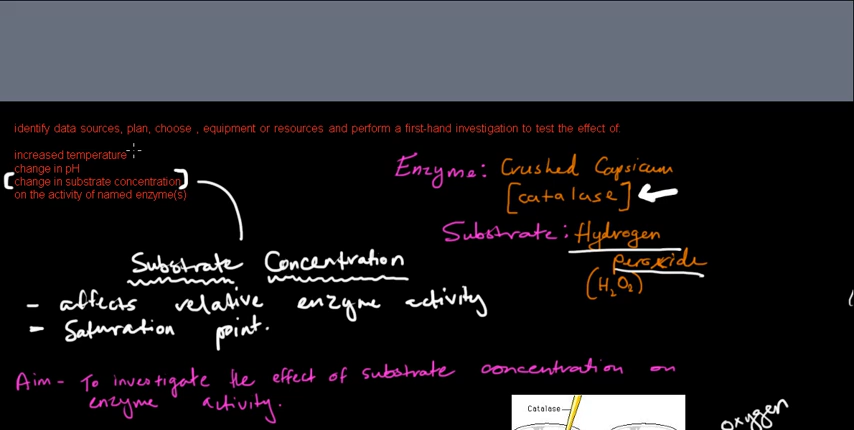 identify data sources, plan, choose , equipment or resources and perform a first-hand investigation to test the effect of:
increased temperature
change in pH
[change in substrate concentration]
on the activity of named enzyme(s)
Enzyme: Crushed Capsicum
[catalase]
Substrate: Hydrogen
Peroxide
(H₂O₂)
Substrate Concentration
- affects relative enzyme activity
- Saturation point.
Aim - To investigate the effect of substrate concentration on
enzyme activity.
Catalase
oxygen